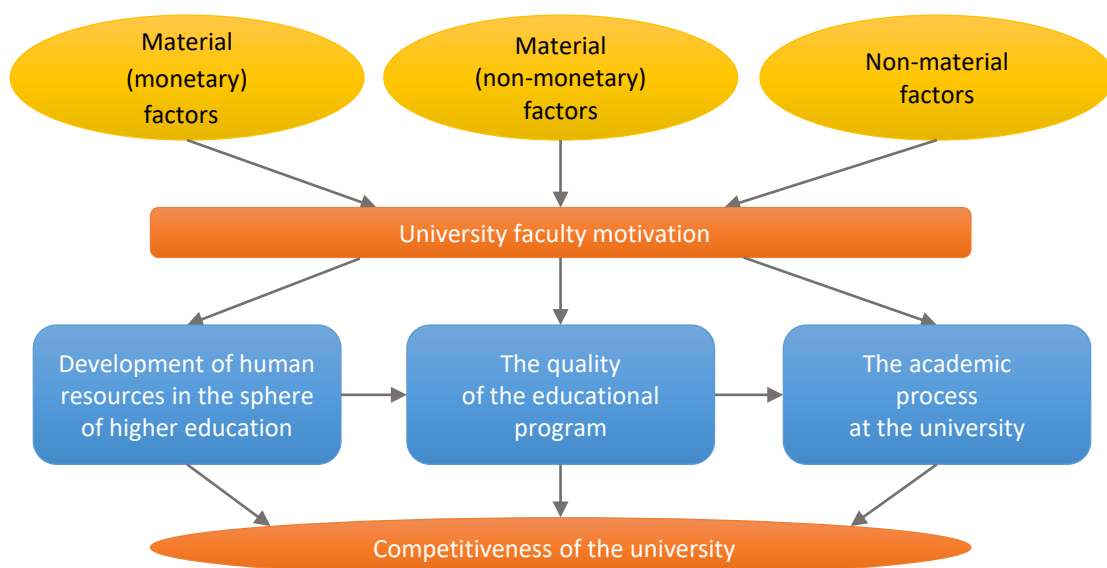 Material
(monetary)
factors
Material
(non-monetary)
factors
Non-material
factors
University faculty motivation
Development of human
resources in the sphere
of higher education
The quality
of the educational
program
The academic
process
at the university
Competitiveness of the university